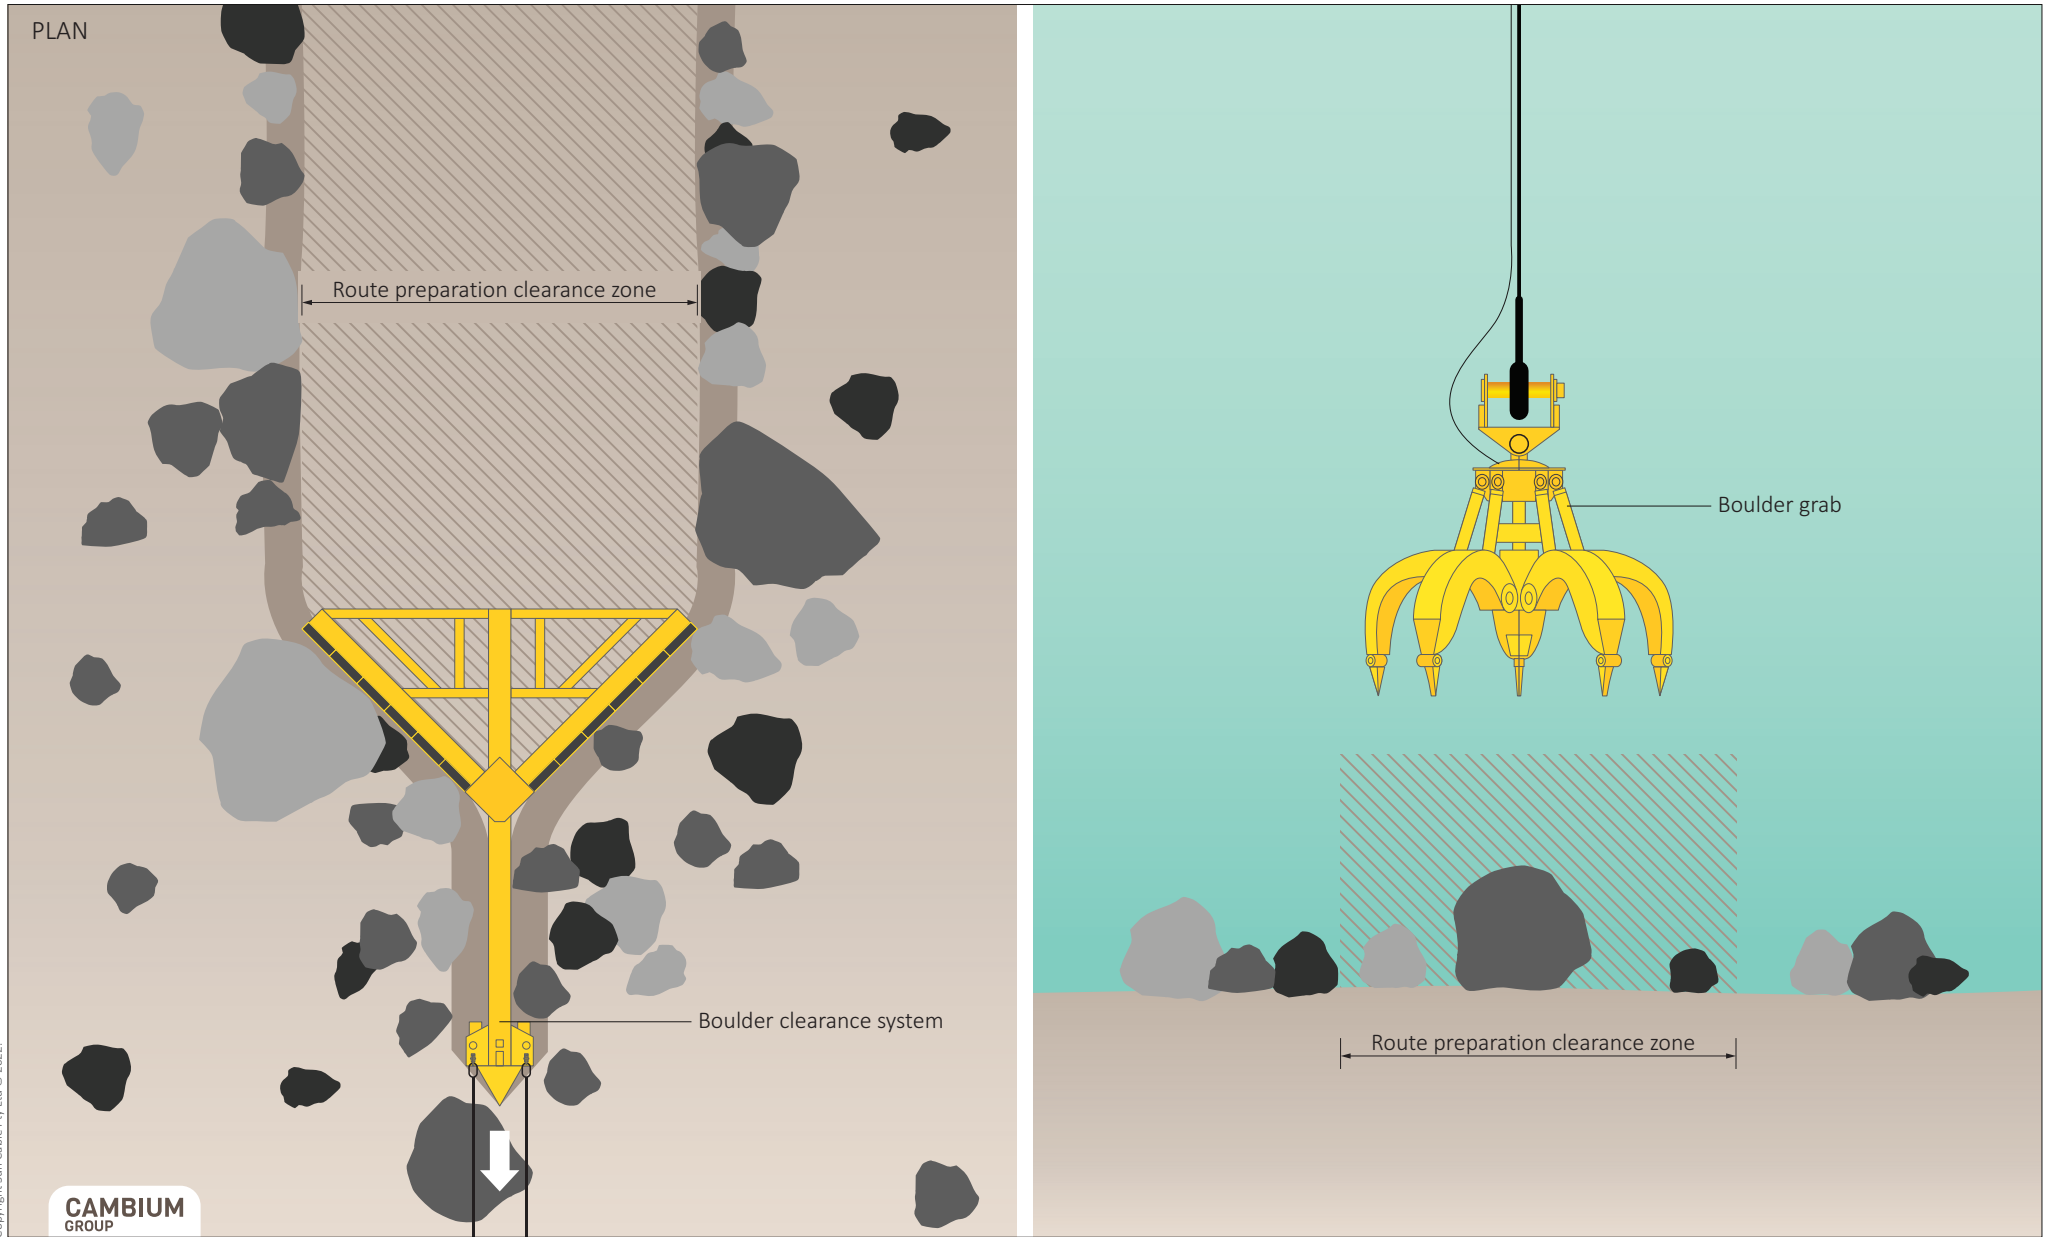 PLAN
Route preparation clearance zone
Boulder clearance system
CAMBIUM
GROUP
Boulder grab
Route preparation clearance zone